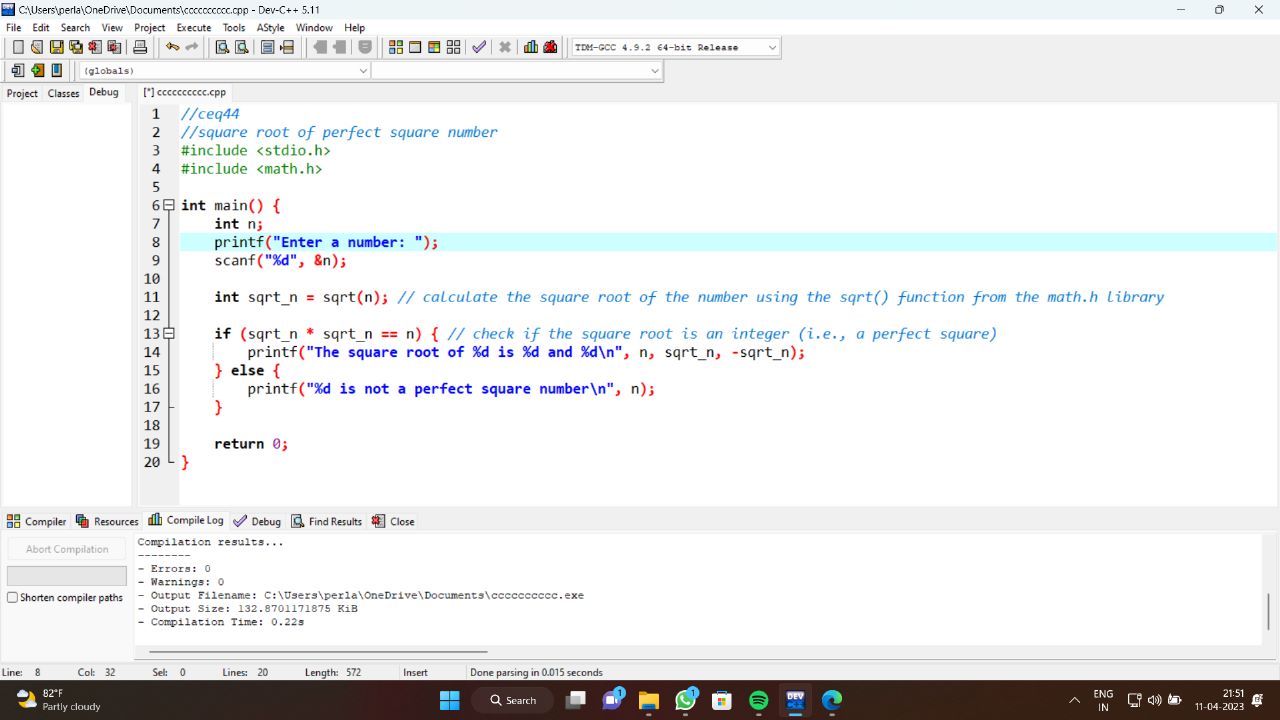 C:\Users\perla\OneDrive\Documents\cccccccccc.cpp - Dev-C++ 5.11
File Edit Search View Project Execute Tools AStyle Window Help
TDM-GCC 4.9.2 64-bit Release
(globals)
Project Classes Debug [*] cccccccccc.cpp
1 //ceq44
2 //square root of perfect square number
3 #include <stdio.h>
4 #include <math.h>
5
6 int main() {
7 int n;
8 printf("Enter a number: ");
9 scanf("%d", &n);
10
11 int sqrt_n = sqrt(n); // calculate the square root of the number using the sqrt() function from the math.h library
12
13 if (sqrt_n * sqrt_n == n) { // check if the square root is an integer (i.e., a perfect square)
14 printf("The square root of %d is %d and %d\n", n, sqrt_n, -sqrt_n);
15 } else {
16 printf("%d is not a perfect square number\n", n);
17 }
18
19 return 0;
20 }
Compiler Resources Compile Log Debug Find Results Close
Abort Compilation
Shorten compiler paths
Compilation results...
--------
- Errors: 0
- Warnings: 0
- Output Filename: C:\Users\perla\OneDrive\Documents\cccccccccc.exe
- Output Size: 132.8701171875 KiB
- Compilation Time: 0.22s
Line: 8 Col: 32 Sel: 0 Lines: 20 Length: 572 Insert Done parsing in 0.015 seconds
82°F
Partly cloudy
Search
1
1
DEV
ENG
IN
21:51
11-04-2023